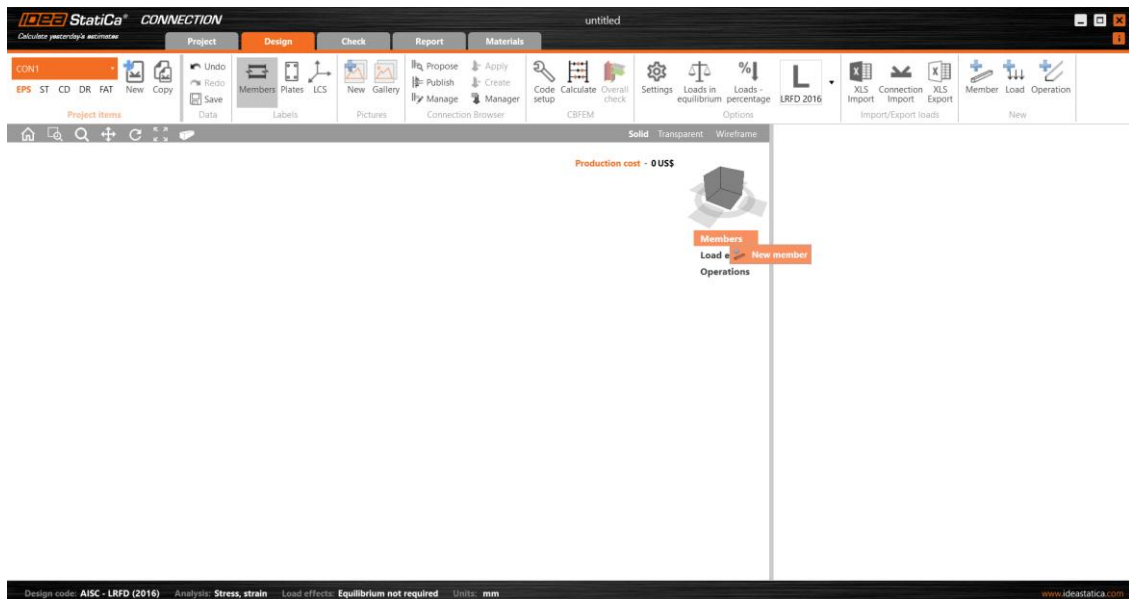 IDEA StatiCa® CONNECTION
untitled
Calculate yesterday's estimates
Project Design Check Report Materials
CON1
EPS ST CD DR FAT
New Copy
Project items
Undo
Redo
Save
Data
Members Plates LCS
Labels
New Gallery
Pictures
Propose Apply
Publish Create
Manage Manager
Connection Browser
Code setup Calculate Overall check
CBFEM
Settings Loads in equilibrium Loads - percentage
Options
L
LRFD 2016
XLS Import Connection Import XLS Export
Import/Export loads
Member Load Operation
New
Solid Transparent Wireframe
Production cost - 0 US$
Members
Load e
New member
Operations
Design code: AISC - LRFD (2016) Analysis: Stress, strain Load effects: Equilibrium not required Units: mm
www.ideastatica.com